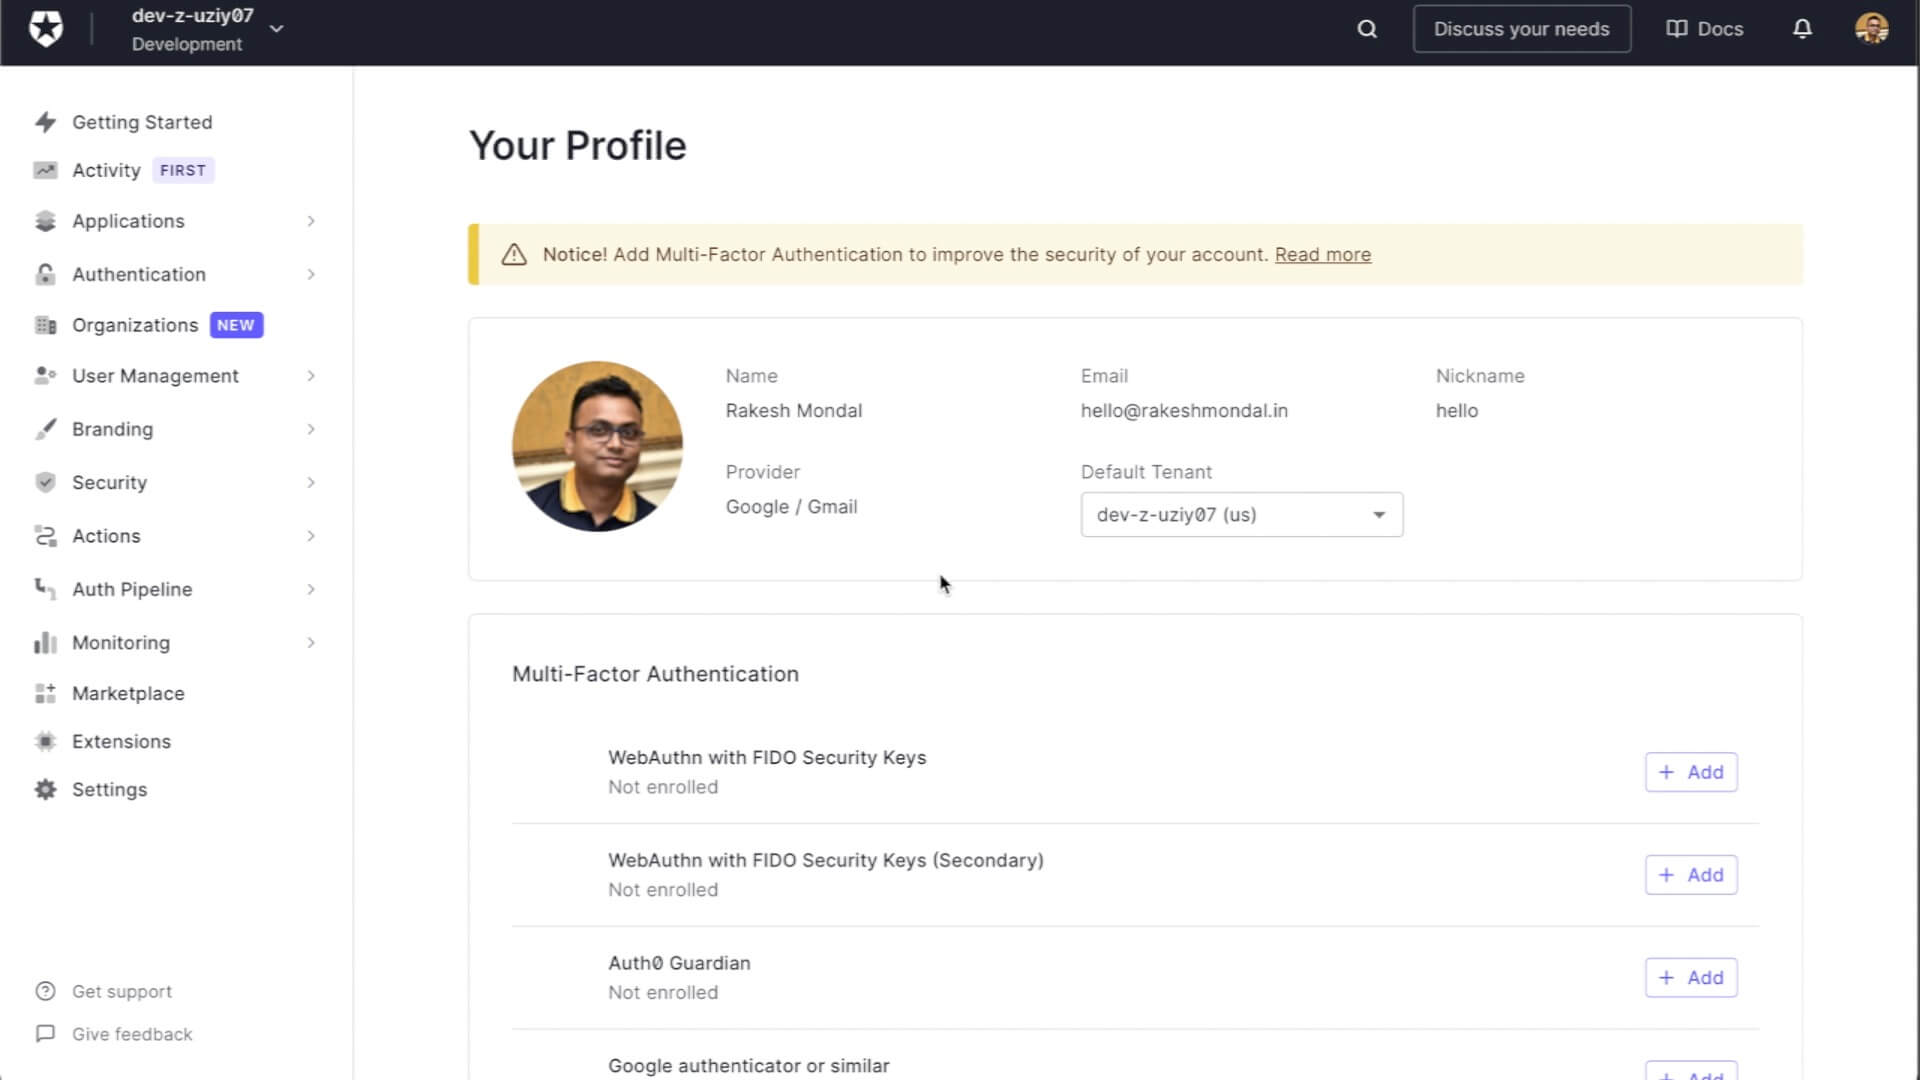 dev-z-uziy07
Development
Discuss your needs
Docs
Getting Started
Activity FIRST
Applications
Authentication
Organizations NEW
User Management
Branding
Security
Actions
Auth Pipeline
Monitoring
Marketplace
Extensions
Settings
Get support
Give feedback
Your Profile
Notice! Add Multi-Factor Authentication to improve the security of your account. Read more
Name
Rakesh Mondal
Email
hello@rakeshmondal.in
Nickname
hello
Provider
Google / Gmail
Default Tenant
dev-z-uziy07 (us)
Multi-Factor Authentication
WebAuthn with FIDO Security Keys
Not enrolled
+ Add
WebAuthn with FIDO Security Keys (Secondary)
Not enrolled
+ Add
Auth0 Guardian
Not enrolled
+ Add
Google authenticator or similar
+ Add